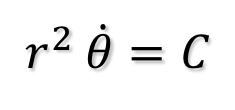 r² θ̇ = C